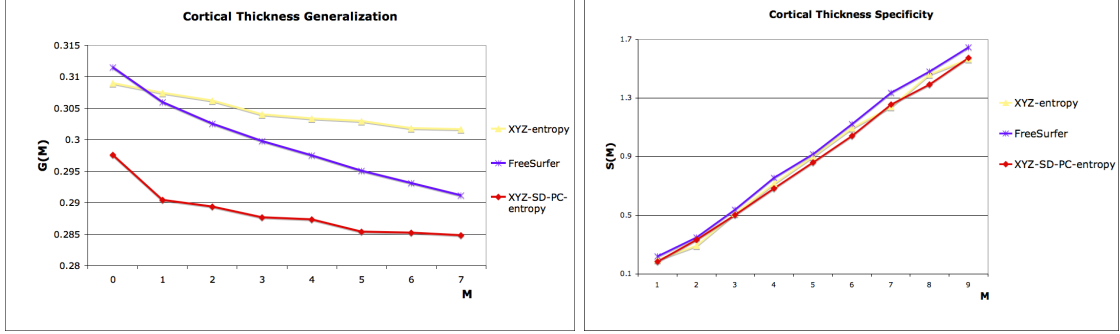 Cortical Thickness Generalization
G(M)
0.315
0.31
0.305
0.3
0.295
0.29
0.285
0.28
0 1 2 3 4 5 6 7
M
XYZ-entropy
FreeSurfer
XYZ-SD-PC-
entropy
Cortical Thickness Specificity
S(M)
1.7
1.3
0.9
0.5
0.1
1 2 3 4 5 6 7 8 9
M
XYZ-entropy
FreeSurfer
XYZ-SD-PC-entropy